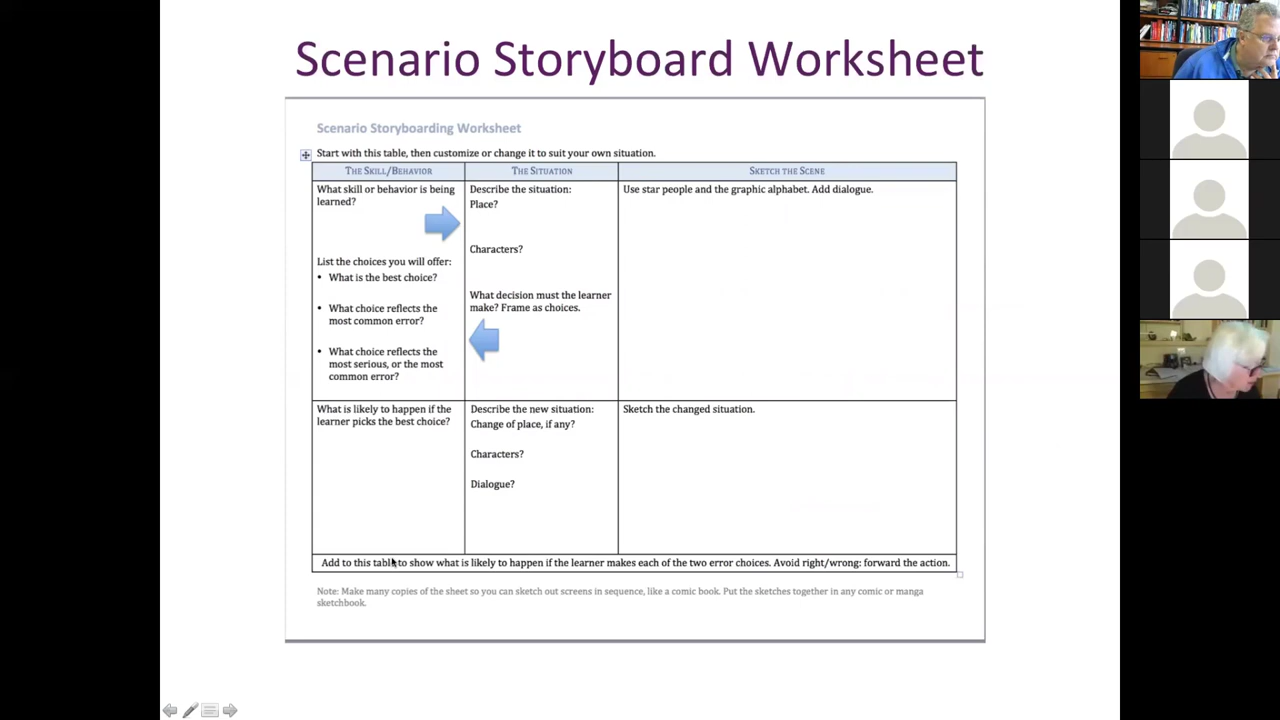 Scenario Storyboard Worksheet
Scenario Storyboarding Worksheet
Start with this table, then customize or change it to suit your own situation.
THE SKILL/BEHAVIOR
THE SITUATION
SKETCH THE SCENE
What skill or behavior is being
learned?
List the choices you will offer:
• What is the best choice?
• What choice reflects the
most common error?
• What choice reflects the
most serious, or the most
common error?
Describe the situation:
Place?
Characters?
What decision must the learner
make? Frame as choices.
Use star people and the graphic alphabet. Add dialogue.
What is likely to happen if the
learner picks the best choice?
Describe the new situation:
Change of place, if any?
Characters?
Dialogue?
Sketch the changed situation.
Add to this table to show what is likely to happen if the learner makes each of the two error choices. Avoid right/wrong: forward the action.
Note: Make many copies of the sheet so you can sketch out screens in sequence, like a comic book. Put the sketches together in any comic or manga
sketchbook.